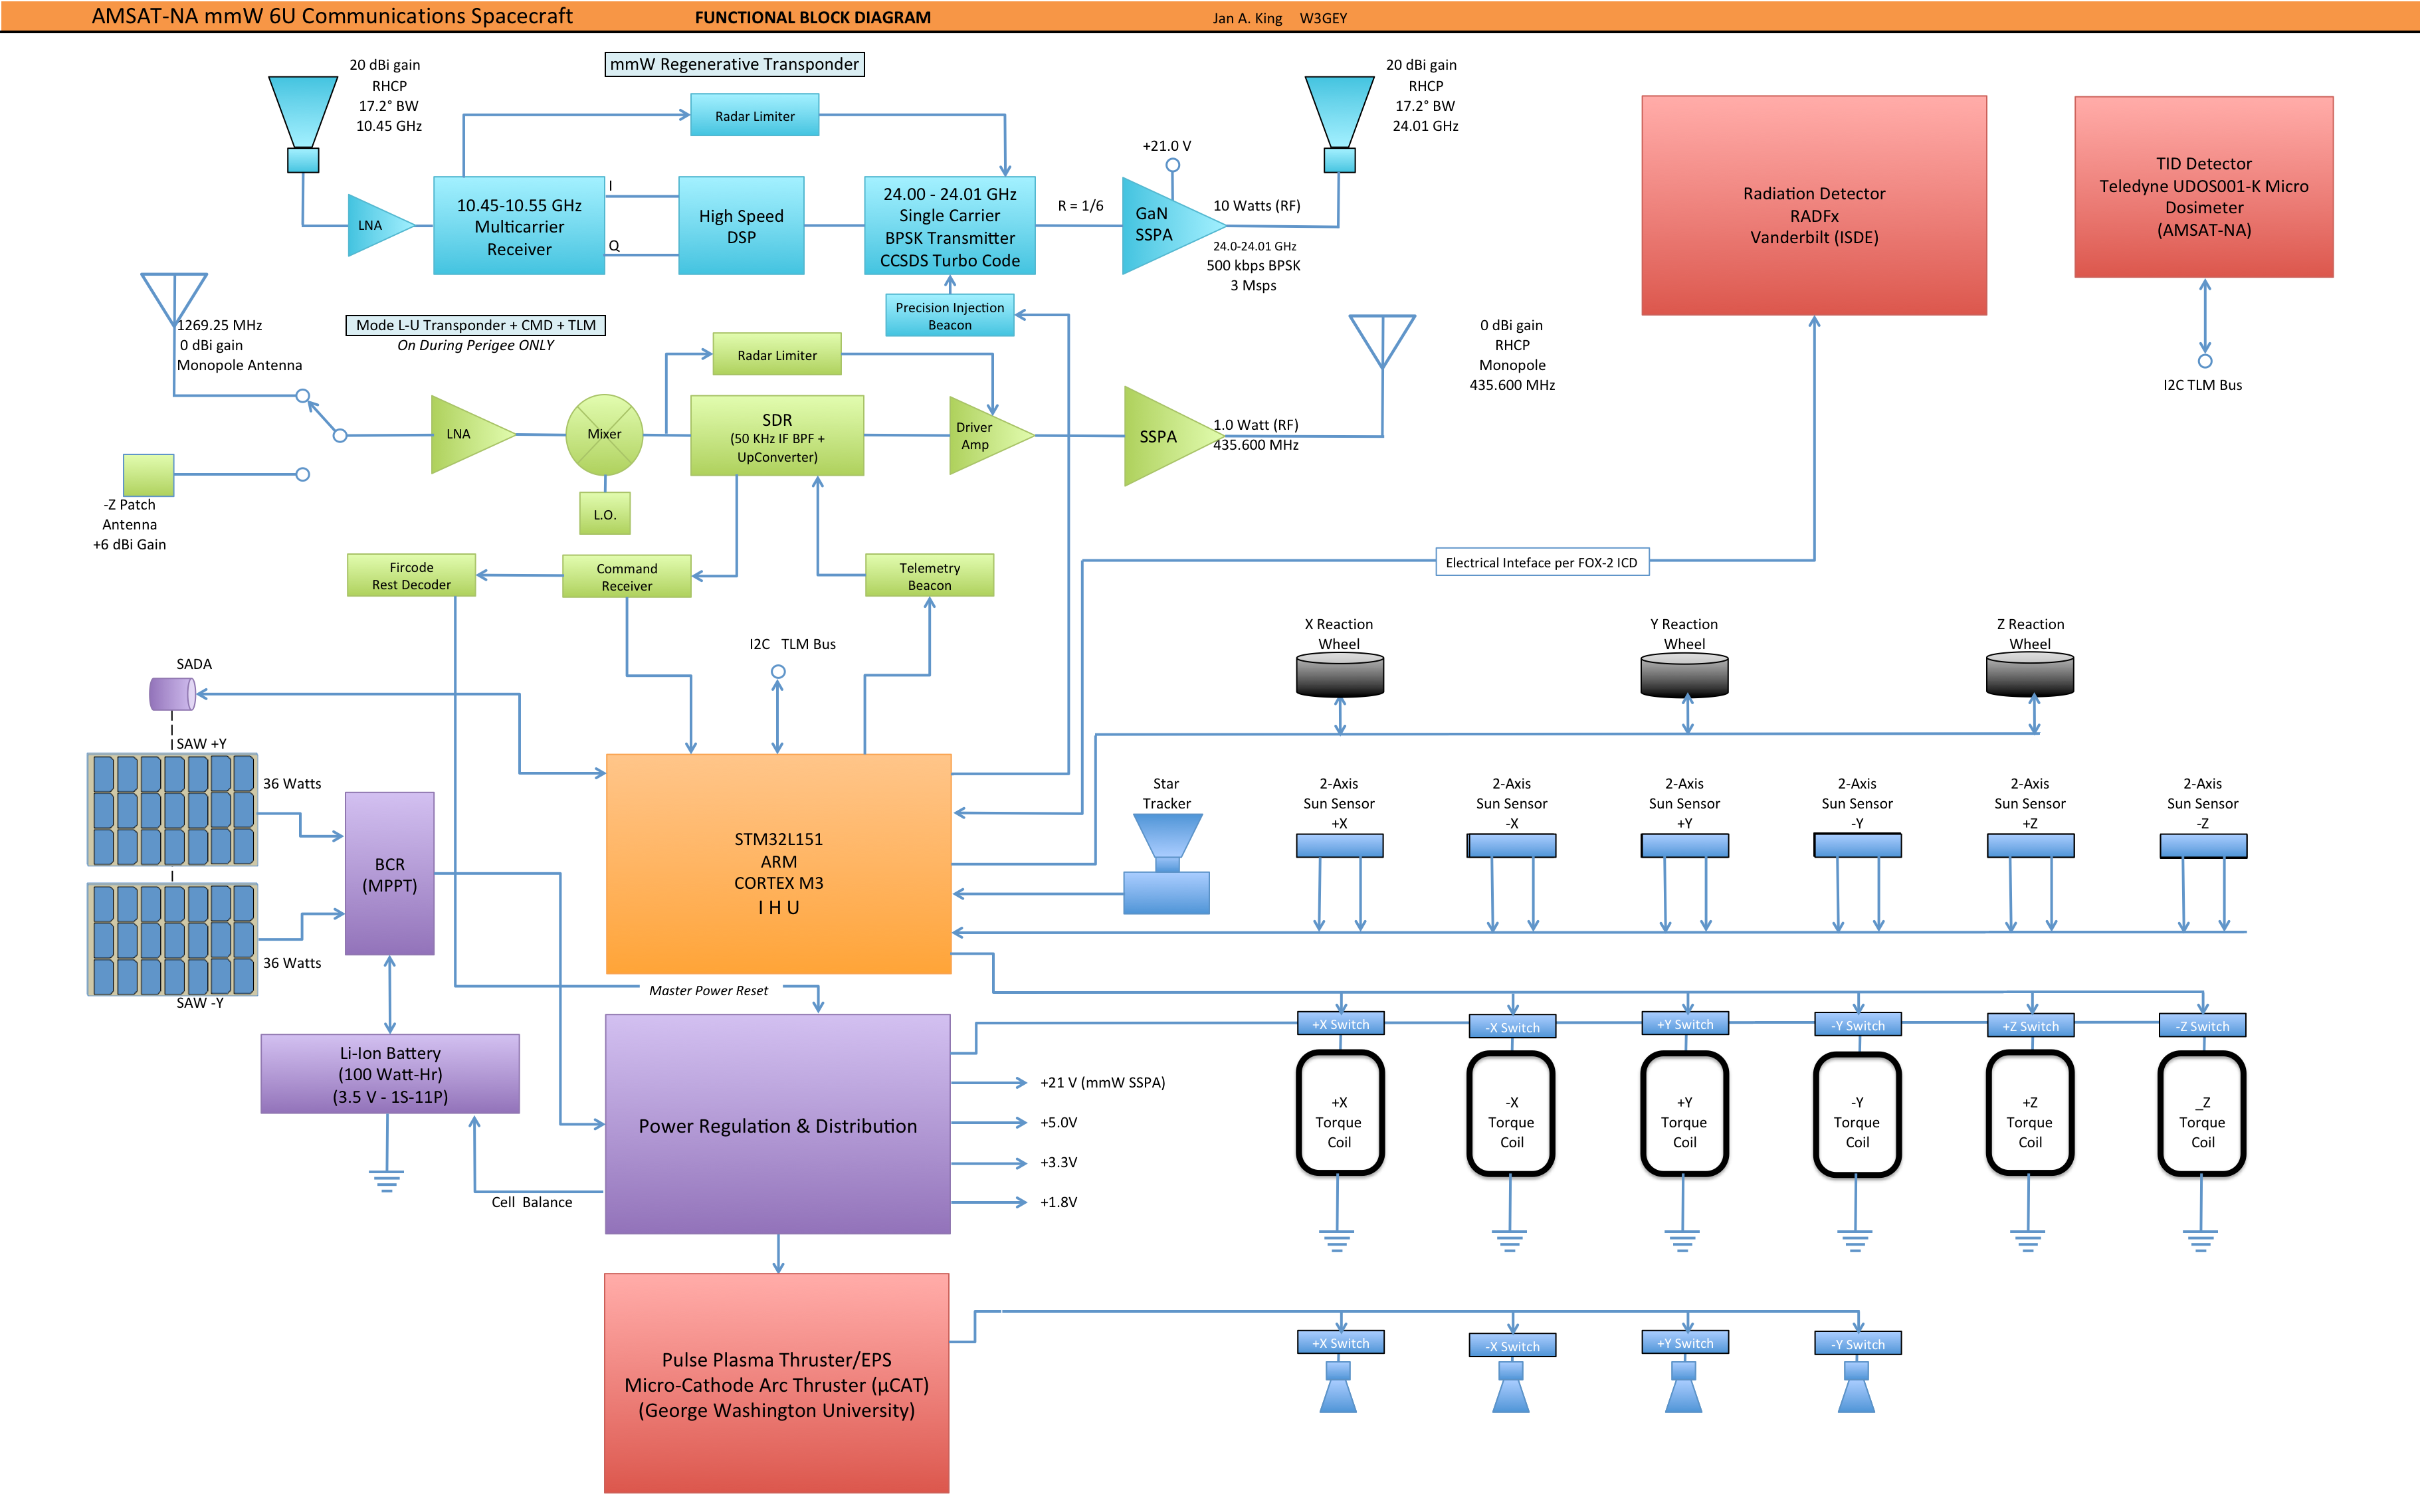 AMSAT-NA mmW 6U Communications Spacecraft
FUNCTIONAL BLOCK DIAGRAM
Jan A. King W3GEY
20 dBi gain
RHCP
17.2° BW
10.45 GHz
mmW Regenerative Transponder
Radar Limiter
20 dBi gain
RHCP
17.2° BW
24.01 GHz
LNA
10.45-10.55 GHz
Multicarrier
Receiver
I
Q
High Speed
DSP
24.00 - 24.01 GHz
Single Carrier
BPSK Transmitter
CCSDS Turbo Code
R = 1/6
+21.0 V
GaN
SSPA
10 Watts (RF)
24.0-24.01 GHz
500 kbps BPSK
3 Msps
Precision Injection
Beacon
Radiation Detector
RADFx
Vanderbilt (ISDE)
TID Detector
Teledyne UDOS001-K Micro
Dosimeter
(AMSAT-NA)
I2C TLM Bus
1269.25 MHz
0 dBi gain
Monopole Antenna
Mode L-U Transponder + CMD + TLM
On During Perigee ONLY
Radar Limiter
LNA
Mixer
L.O.
SDR
(50 KHz IF BPF +
UpConverter)
Driver
Amp
SSPA
1.0 Watt (RF)
435.600 MHz
0 dBi gain
RHCP
Monopole
435.600 MHz
-Z Patch
Antenna
+6 dBi Gain
Fircode
Rest Decoder
Command
Receiver
Telemetry
Beacon
Electrical Inteface per FOX-2 ICD
I2C TLM Bus
X Reaction
Wheel
Y Reaction
Wheel
Z Reaction
Wheel
SADA
SAW +Y
36 Watts
36 Watts
SAW -Y
BCR
(MPPT)
STM32L151
ARM
CORTEX M3
I H U
Star
Tracker
2-Axis
Sun Sensor
+X
2-Axis
Sun Sensor
-X
2-Axis
Sun Sensor
+Y
2-Axis
Sun Sensor
-Y
2-Axis
Sun Sensor
+Z
2-Axis
Sun Sensor
-Z
Master Power Reset
Li-Ion Battery
(100 Watt-Hr)
(3.5 V - 1S-11P)
Cell Balance
Power Regulation & Distribution
+21 V (mmW SSPA)
+5.0V
+3.3V
+1.8V
+X Switch
-X Switch
+Y Switch
-Y Switch
+Z Switch
-Z Switch
+X
Torque
Coil
-X
Torque
Coil
+Y
Torque
Coil
-Y
Torque
Coil
+Z
Torque
Coil
_Z
Torque
Coil
Pulse Plasma Thruster/EPS
Micro-Cathode Arc Thruster (µCAT)
(George Washington University)
+X Switch
-X Switch
+Y Switch
-Y Switch